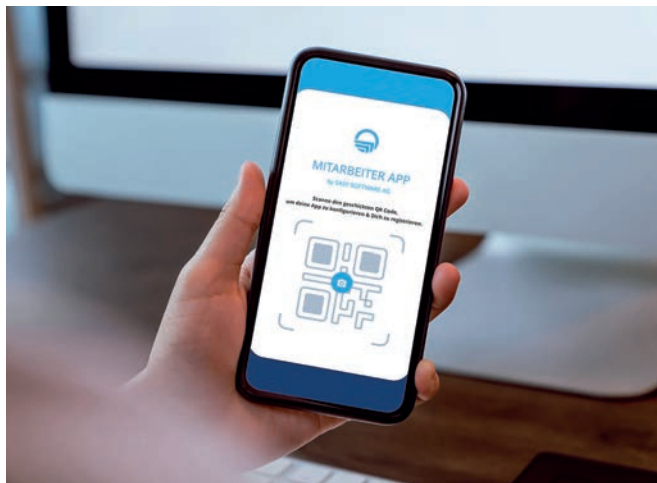 MITARBEITER APP
by EASY SOFTWARE AG
Scanne den geschickten QR Code,
um deine App zu konfigurieren & Dich zu registrieren.